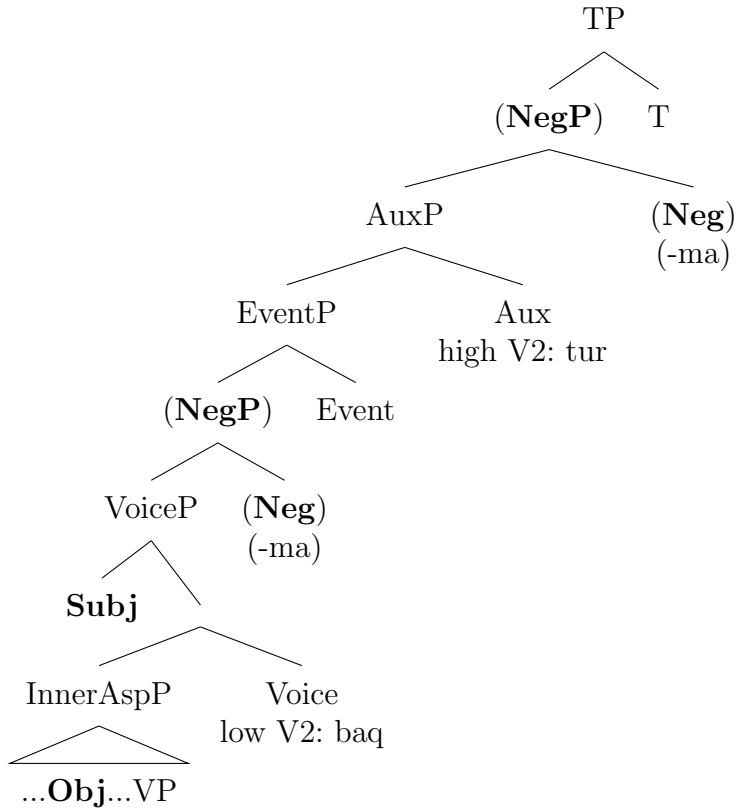 TP
(NegP) T
AuxP (Neg)
(-ma)
EventP Aux
high V2: tur
(NegP) Event
VoiceP (Neg)
(-ma)
Subj
InnerAspP Voice
low V2: baq
...Obj...VP